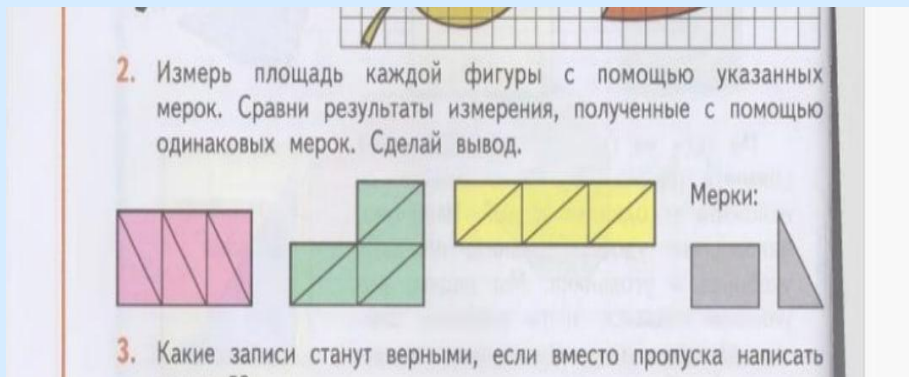 2. Измерь площадь каждой фигуры с помощью указанных
мерок. Сравни результаты измерения, полученные с помощью
одинаковых мерок. Сделай вывод.
Мерки:
3. Какие записи станут верными, если вместо пропуска написать